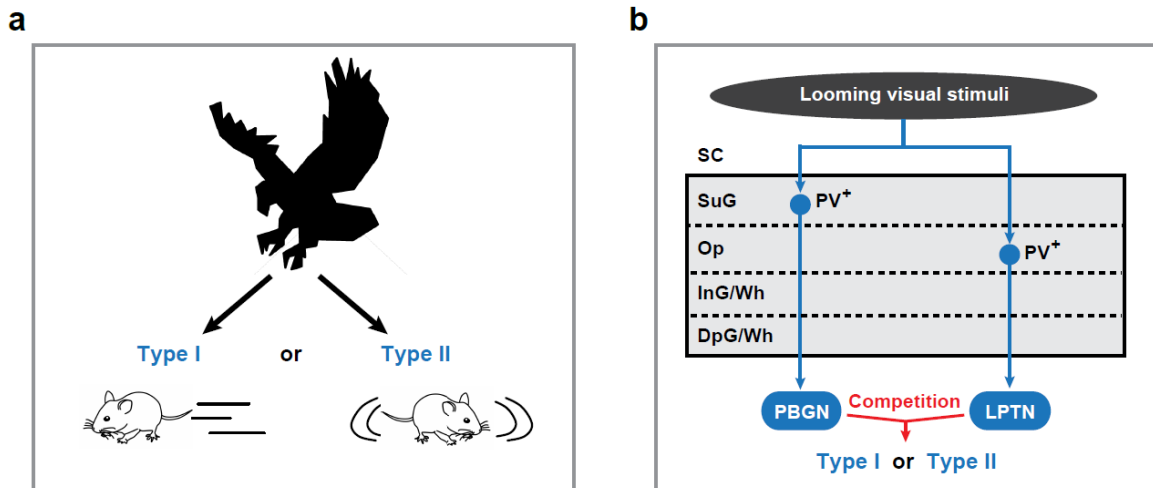 a
Type I or Type II
b
Looming visual stimuli
SC
SuG PV+
Op PV+
InG/Wh
DpG/Wh
PBGN Competition LPTN
Type I or Type II